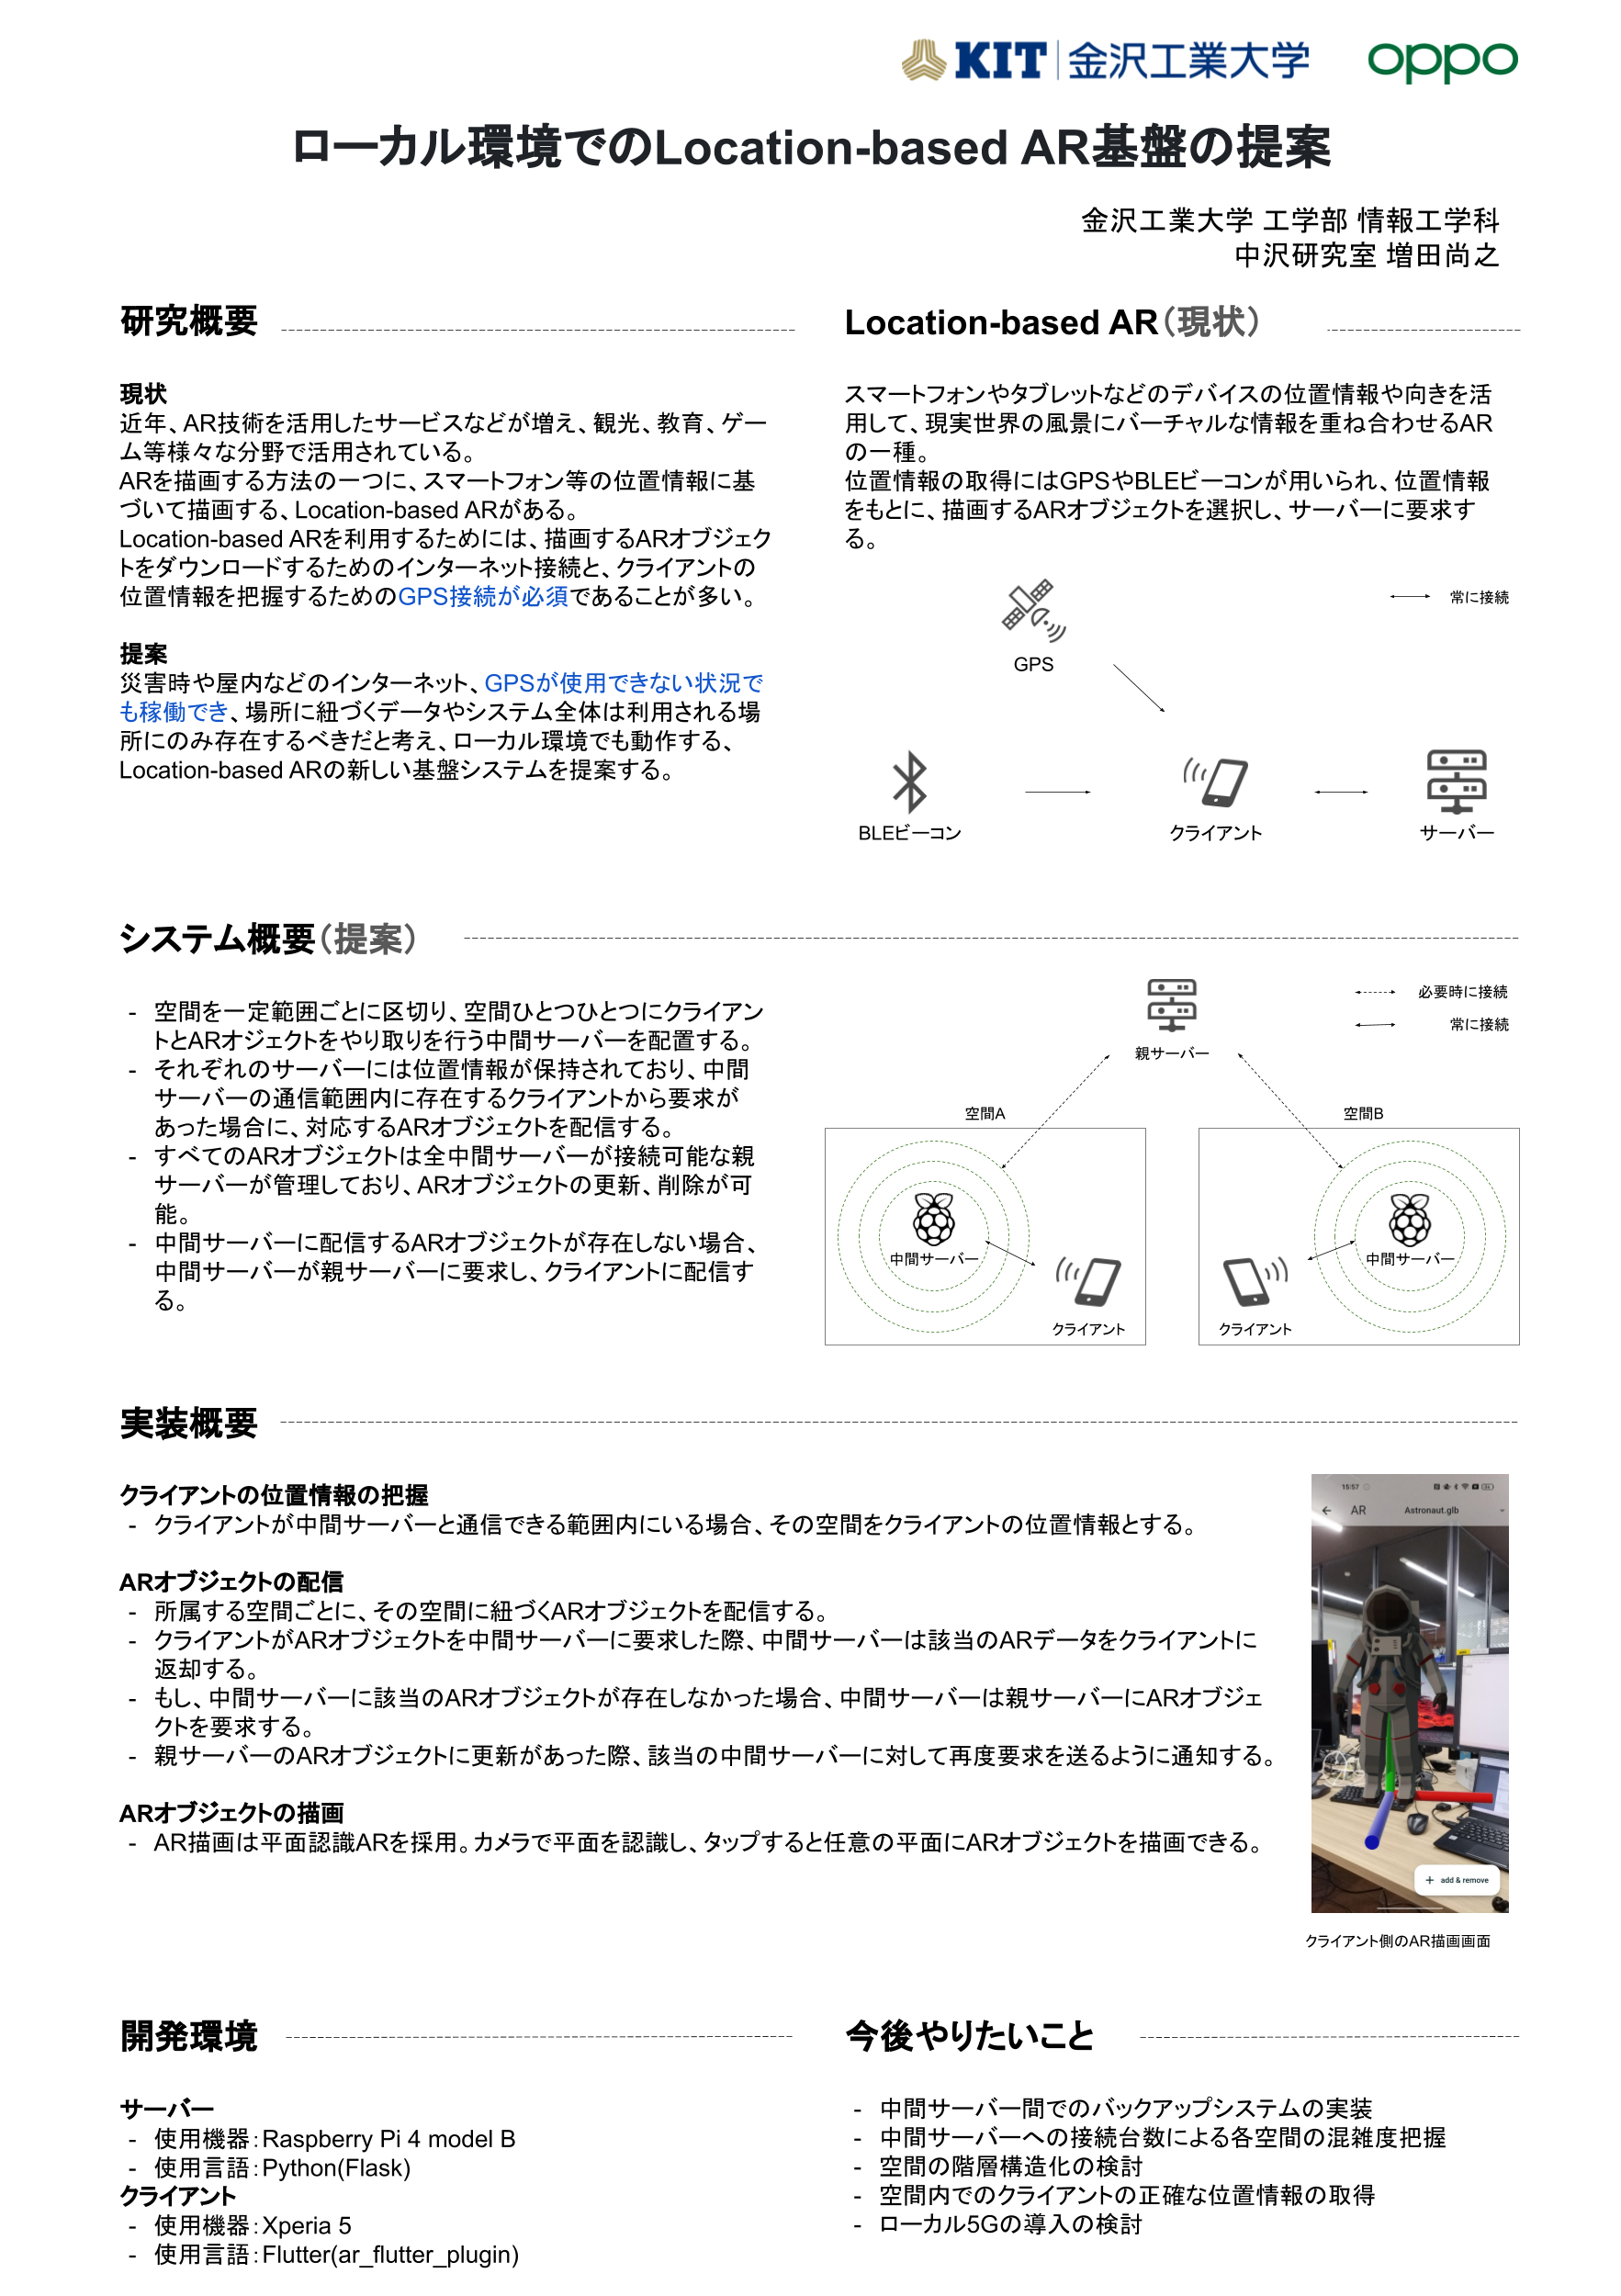 KIT 金沢工業大学 oppo
ローカル環境でのLocation-based AR基盤の提案
金沢工業大学 工学部 情報工学科
中沢研究室 増田尚之
研究概要
現状
近年、AR技術を活用したサービスなどが増え、観光、教育、ゲー
ム等様々な分野で活用されている。
ARを描画する方法の一つに、スマートフォン等の位置情報に基
づいて描画する、Location-based ARがある。
Location-based ARを利用するためには、描画するARオブジェク
トをダウンロードするためのインターネット接続と、クライアントの
位置情報を把握するためのGPS接続が必須であることが多い。
提案
災害時や屋内などのインターネット、GPSが使用できない状況で
も稼働でき、場所に紐づくデータやシステム全体は利用される場
所にのみ存在するべきだと考え、ローカル環境でも動作する、
Location-based ARの新しい基盤システムを提案する。
Location-based AR（現状）
スマートフォンやタブレットなどのデバイスの位置情報や向きを活
用して、現実世界の風景にバーチャルな情報を重ね合わせるAR
の一種。
位置情報の取得にはGPSやBLEビーコンが用いられ、位置情報
をもとに、描画するARオブジェクトを選択し、サーバーに要求す
る。
常に接続
GPS
BLEビーコン
クライアント
サーバー
システム概要（提案）
- 空間を一定範囲ごとに区切り、空間ひとつひとつにクライアン
トとARオジェクトをやり取りを行う中間サーバーを配置する。
- それぞれのサーバーには位置情報が保持されており、中間
サーバーの通信範囲内に存在するクライアントから要求が
あった場合に、対応するARオブジェクトを配信する。
- すべてのARオブジェクトは全中間サーバーが接続可能な親
サーバーが管理しており、ARオブジェクトの更新、削除が可
能。
- 中間サーバーに配信するARオブジェクトが存在しない場合、
中間サーバーが親サーバーに要求し、クライアントに配信す
る。
必要時に接続
常に接続
親サーバー
空間A
空間B
中間サーバー
クライアント
中間サーバー
クライアント
実装概要
クライアントの位置情報の把握
- クライアントが中間サーバーと通信できる範囲内にいる場合、その空間をクライアントの位置情報とする。
ARオブジェクトの配信
- 所属する空間ごとに、その空間に紐づくARオブジェクトを配信する。
- クライアントがARオブジェクトを中間サーバーに要求した際、中間サーバーは該当のARデータをクライアントに
返却する。
- もし、中間サーバーに該当のARオブジェクトが存在しなかった場合、中間サーバーは親サーバーにARオブジェ
クトを要求する。
- 親サーバーのARオブジェクトに更新があった際、該当の中間サーバーに対して再度要求を送るように通知する。
ARオブジェクトの描画
- AR描画は平面認識ARを採用。カメラで平面を認識し、タップすると任意の平面にARオブジェクトを描画できる。
15:57
AR Astronaut.glb
+ add & remove
クライアント側のAR描画画面
開発環境
サーバー
- 使用機器：Raspberry Pi 4 model B
- 使用言語：Python(Flask)
クライアント
- 使用機器：Xperia 5
- 使用言語：Flutter(ar_flutter_plugin)
今後やりたいこと
- 中間サーバー間でのバックアップシステムの実装
- 中間サーバーへの接続台数による各空間の混雑度把握
- 空間の階層構造化の検討
- 空間内でのクライアントの正確な位置情報の取得
- ローカル5Gの導入の検討